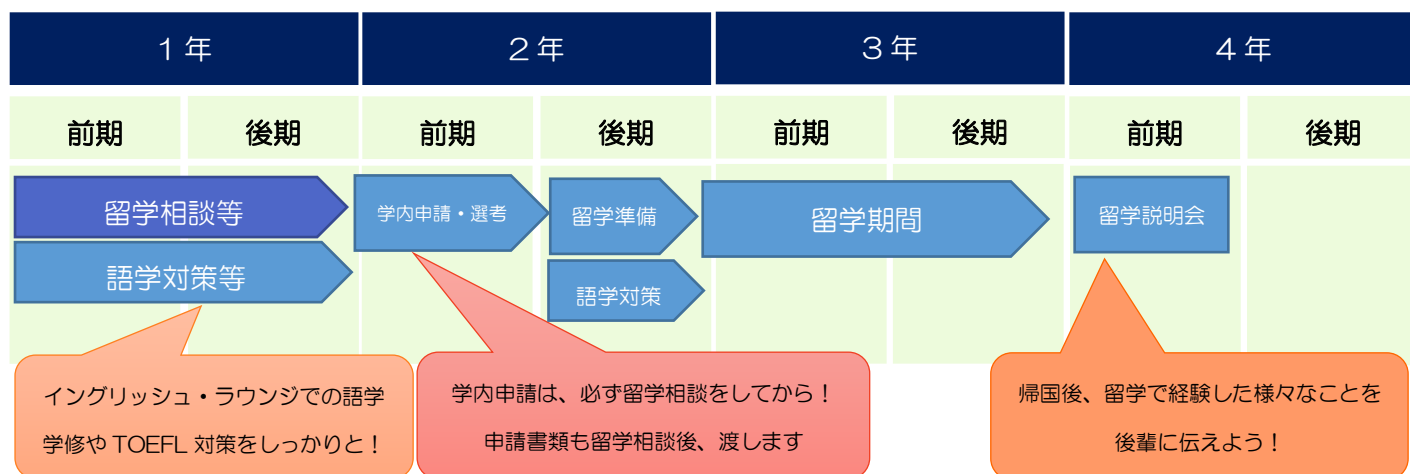 1年
2年
3年
4年
前期
後期
前期
後期
前期
後期
前期
後期
留学相談等
語学対策等
学内申請・選考
留学準備
語学対策
留学期間
留学説明会
イングリッシュ・ラウンジでの語学
学修や TOEFL 対策をしっかりと！
学内申請は、必ず留学相談をしてから！
申請書類も留学相談後、渡します
帰国後、留学で経験した様々なことを
後輩に伝えよう！